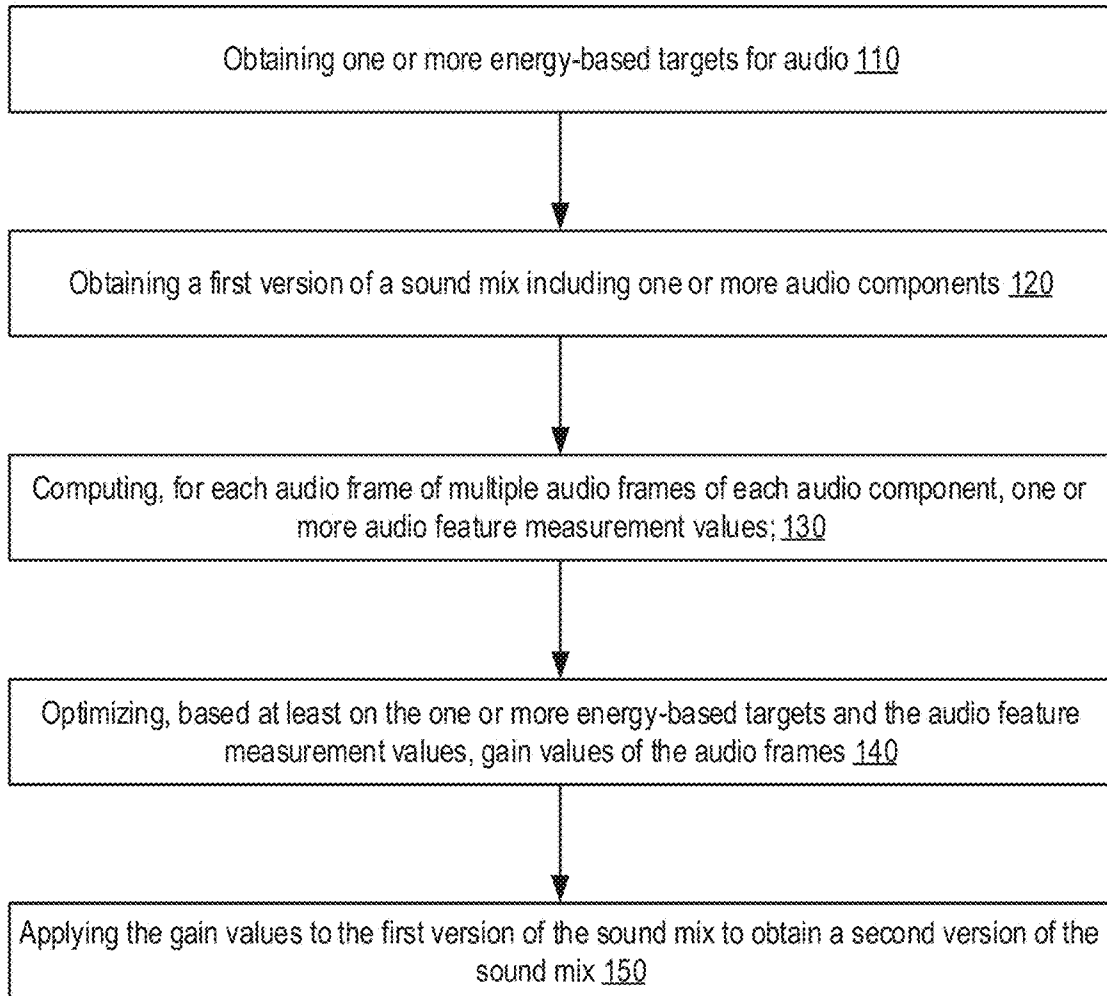 Obtaining one or more energy-based targets for audio 110
Obtaining a first version of a sound mix including one or more audio components 120
Computing, for each audio frame of multiple audio frames of each audio component, one or
more audio feature measurement values; 130
Optimizing, based at least on the one or more energy-based targets and the audio feature
measurement values, gain values of the audio frames 140
Applying the gain values to the first version of the sound mix to obtain a second version of the
sound mix 150